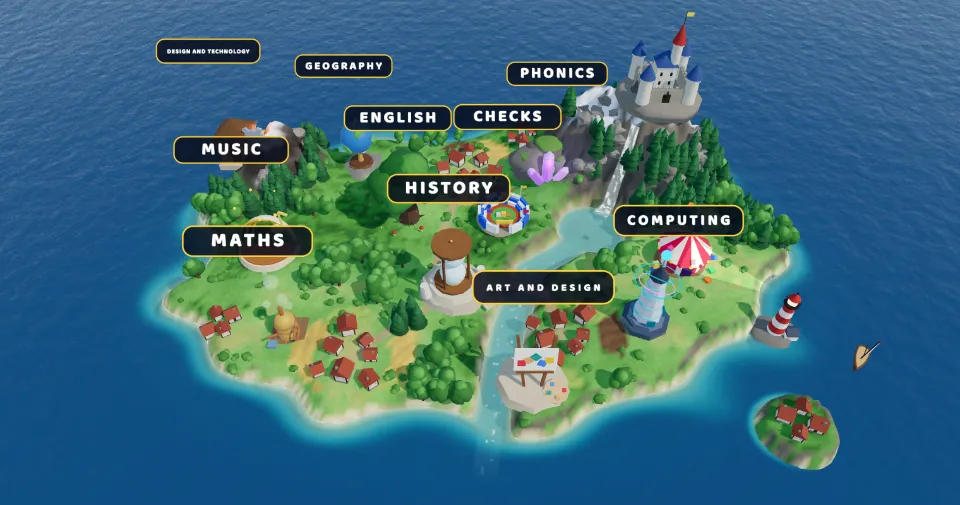 DESIGN AND TECHNOLOGY
GEOGRAPHY
PHONICS
ENGLISH
CHECKS
MUSIC
HISTORY
COMPUTING
MATHS
ART AND DESIGN